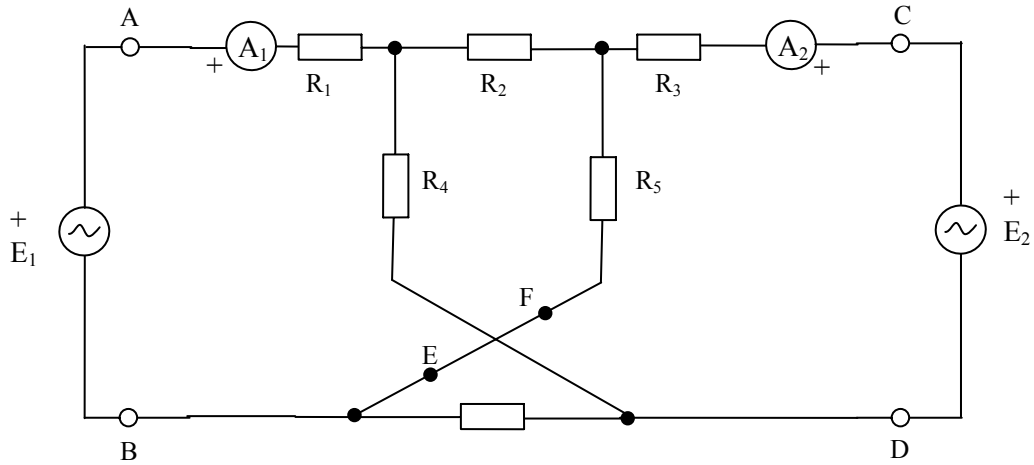 A
C
+ A₁
A₂ +
R₁
R₂
R₃
R₄
R₅
+
E₁
+
E₂
F
E
B
D